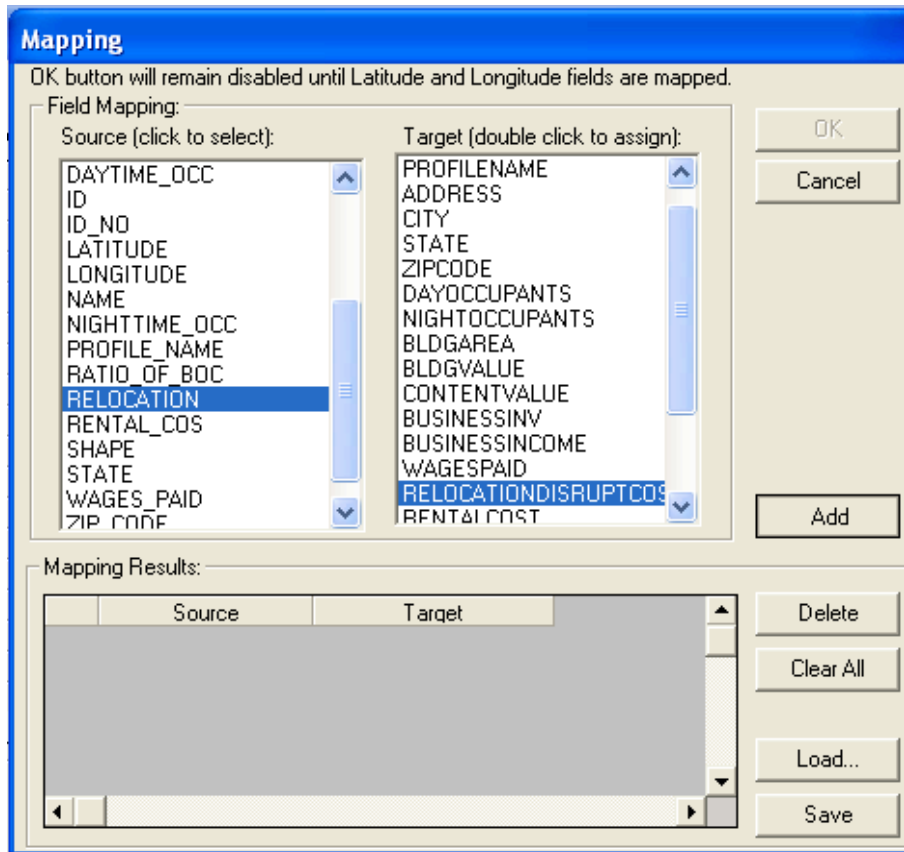 Mapping
OK button will remain disabled until Latitude and Longitude fields are mapped.
Field Mapping:
Source (click to select):
DAYTIME_OCC
ID
ID_NO
LATITUDE
LONGITUDE
NAME
NIGHTTIME_OCC
PROFILE_NAME
RATIO_OF_BOC
RELOCATION
RENTAL_COS
SHAPE
STATE
WAGES_PAID
ZIP_CODE
Target (double click to assign):
PROFILENAME
ADDRESS
CITY
STATE
ZIPCODE
DAYOCCUPANTS
NIGHTOCCUPANTS
BLDGAREA
BLDGVALUE
CONTENTVALUE
BUSINESSINV
BUSINESSINCOME
WAGESPAID
RELOCATIONDISRUPTCOS
RENTALCOST
OK
Cancel
Add
Mapping Results:
Source Target
Delete
Clear All
Load...
Save